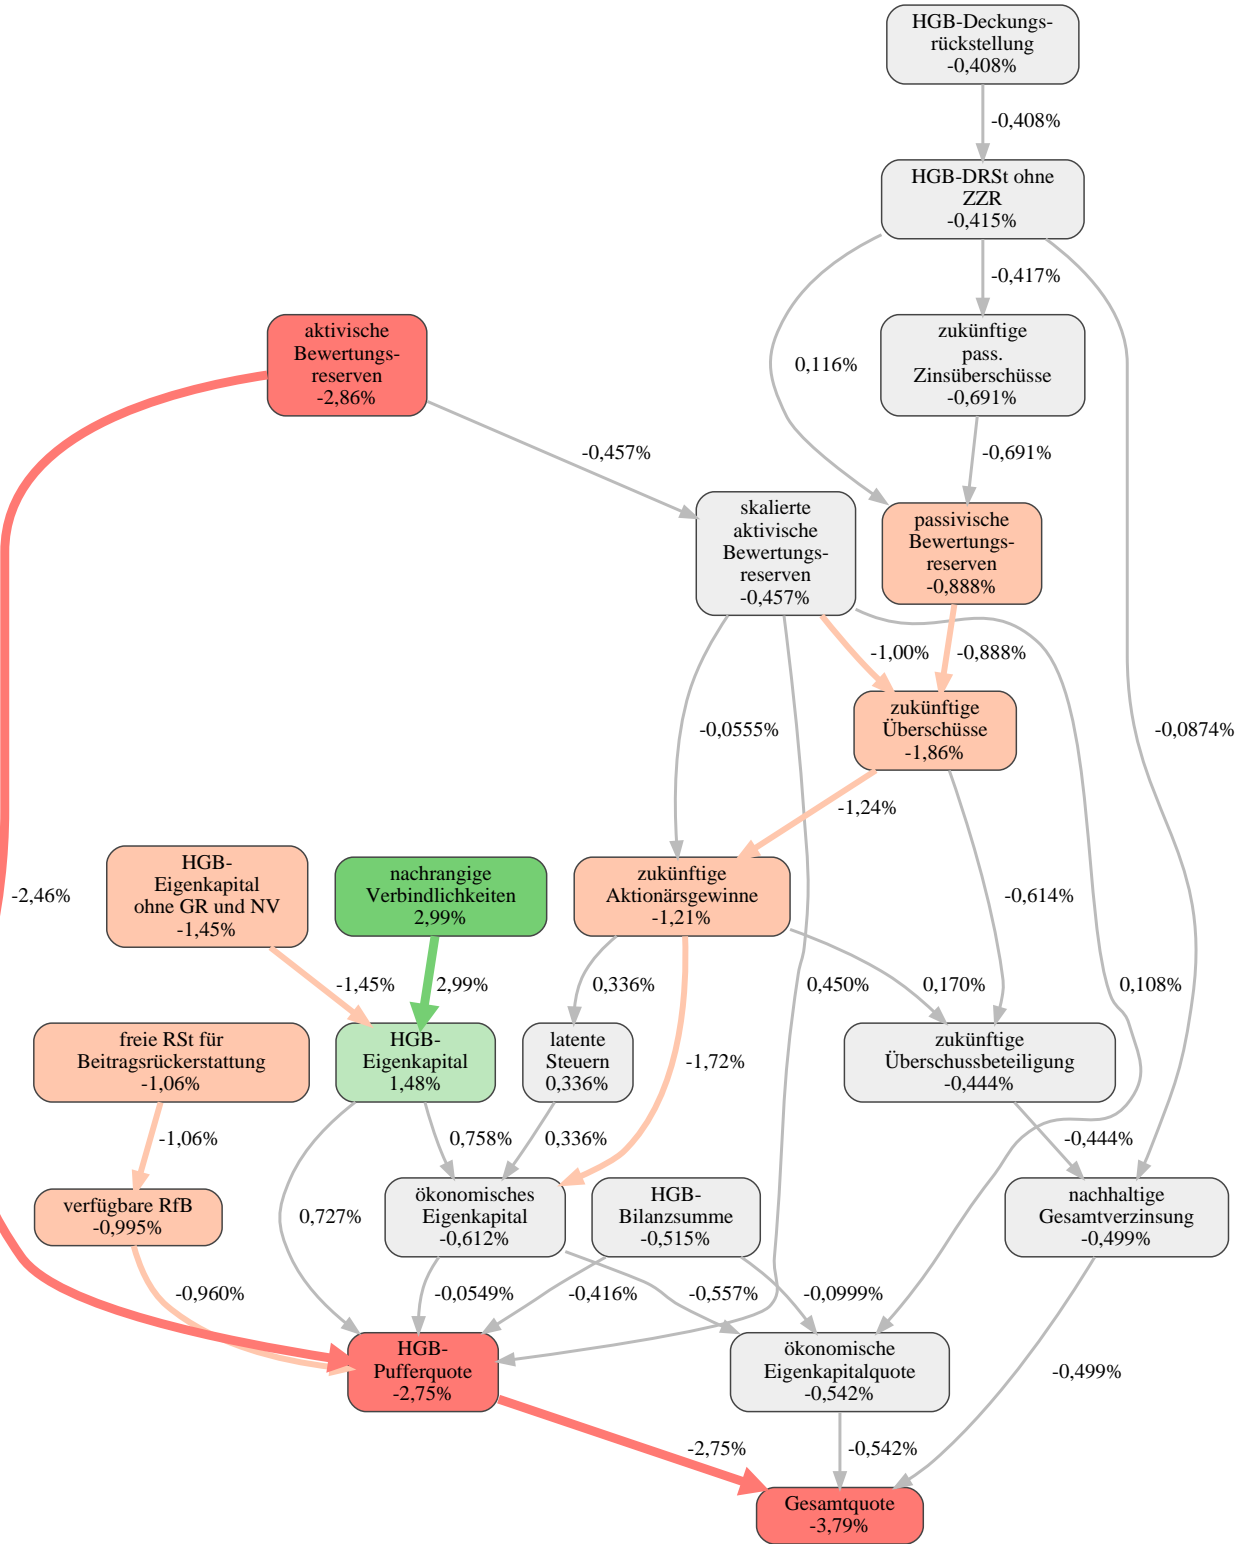 HGB-Deckungs-
rückstellung
-0,408%
-0,408%
HGB-DRSt ohne
ZZR
-0,415%
-0,417%
aktivische
Bewertungs-
reserven
-2,86%
zukünftige
pass.
Zinsüberschüsse
-0,691%
0,116%
-0,457%
-0,691%
skalierte
aktivische
Bewertungs-
reserven
-0,457%
passivische
Bewertungs-
reserven
-0,888%
-1,00%
-0,888%
zukünftige
Überschüsse
-1,86%
-0,0555%
-0,0874%
-1,24%
HGB-
Eigenkapital
ohne GR und NV
-1,45%
nachrangige
Verbindlichkeiten
2,99%
zukünftige
Aktionärsgewinne
-1,21%
-2,46%
-0,614%
-1,45%
2,99%
0,336%
0,450%
0,170%
0,108%
freie RSt für
Beitragsrückerstattung
-1,06%
HGB-
Eigenkapital
1,48%
latente
Steuern
0,336%
-1,72%
zukünftige
Überschussbeteiligung
-0,444%
-1,06%
0,758%
0,336%
-0,444%
verfügbare RfB
-0,995%
0,727%
ökonomisches
Eigenkapital
-0,612%
HGB-
Bilanzsumme
-0,515%
nachhaltige
Gesamtverzinsung
-0,499%
-0,960%
-0,0549%
-0,416%
-0,557%
-0,0999%
HGB-
Pufferquote
-2,75%
ökonomische
Eigenkapitalquote
-0,542%
-0,499%
-2,75%
-0,542%
Gesamtquote
-3,79%